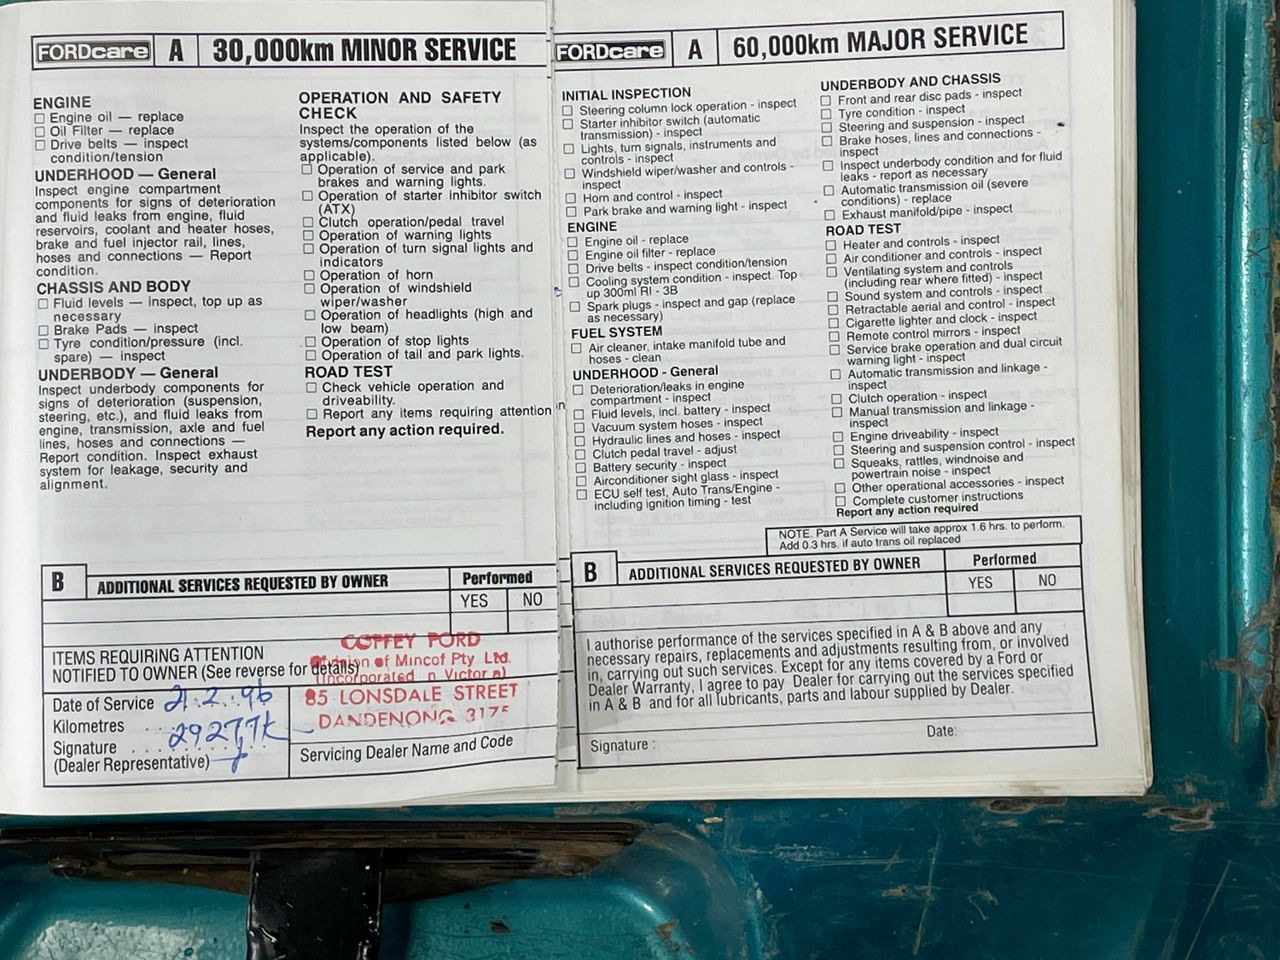 FORDcare A 30,000km MINOR SERVICE
ENGINE
☐ Engine oil — replace
☐ Oil Filter — replace
☐ Drive belts — inspect
condition/tension
UNDERHOOD — General
Inspect engine compartment
components for signs of deterioration
and fluid leaks from engine, fluid
reservoirs, coolant and heater hoses,
brake and fuel injector rail, lines,
hoses and connections — Report
condition.
CHASSIS AND BODY
☐ Fluid levels — inspect, top up as
necessary
☐ Brake Pads — inspect
☐ Tyre condition/pressure (incl.
spare) — inspect
UNDERBODY — General
Inspect underbody components for
signs of deterioration (suspension,
steering, etc.), and fluid leaks from
engine, transmission, axle and fuel
lines, hoses and connections —
Report condition. Inspect exhaust
system for leakage, security and
alignment.
OPERATION AND SAFETY
CHECK
Inspect the operation of the
systems/components listed below (as
applicable).
☐ Operation of service and park
brakes and warning lights.
☐ Operation of starter inhibitor switch
(ATX)
☐ Clutch operation/pedal travel
☐ Operation of warning lights
☐ Operation of turn signal lights and
indicators
☐ Operation of horn
☐ Operation of windshield
wiper/washer
☐ Operation of headlights (high and
low beam)
☐ Operation of stop lights
☐ Operation of tail and park lights.
ROAD TEST
☐ Check vehicle operation and
driveability.
☐ Report any items requiring attention
Report any action required.
B ADDITIONAL SERVICES REQUESTED BY OWNER Performed
YES NO
ITEMS REQUIRING ATTENTION
NOTIFIED TO OWNER (See reverse for details)
COFFEY FORD
Division of Mincof Pty Ltd.
(Incorporated in Victoria)
85 LONSDALE STREET
DANDENONG 3175
Date of Service 21.2.96
Kilometres 29277K
Signature
(Dealer Representative)
Servicing Dealer Name and Code
FORDcare A 60,000km MAJOR SERVICE
INITIAL INSPECTION
☐ Steering column lock operation - inspect
☐ Starter inhibitor switch (automatic
transmission) - inspect
☐ Lights, turn signals, instruments and
controls - inspect
☐ Windshield wiper/washer and controls -
inspect
☐ Horn and control - inspect
☐ Park brake and warning light - inspect
ENGINE
☐ Engine oil - replace
☐ Engine oil filter - replace
☐ Drive belts - inspect condition/tension
☐ Cooling system condition - inspect. Top
up 300ml RI - 3B
☐ Spark plugs - inspect and gap (replace
as necessary)
FUEL SYSTEM
☐ Air cleaner, intake manifold tube and
hoses - clean
UNDERHOOD - General
☐ Deterioration/leaks in engine
compartment - inspect
☐ Fluid levels, incl. battery - inspect
☐ Vacuum system hoses - inspect
☐ Hydraulic lines and hoses - inspect
☐ Clutch pedal travel - adjust
☐ Battery security - inspect
☐ Airconditioner sight glass - inspect
☐ ECU self test, Auto Trans/Engine -
including ignition timing - test
UNDERBODY AND CHASSIS
☐ Front and rear disc pads - inspect
☐ Tyre condition - inspect
☐ Steering and suspension - inspect
☐ Brake hoses, lines and connections -
inspect
☐ Inspect underbody condition and for fluid
leaks - report as necessary
☐ Automatic transmission oil (severe
conditions) - replace
☐ Exhaust manifold/pipe - inspect
ROAD TEST
☐ Heater and controls - inspect
☐ Air conditioner and controls - inspect
☐ Ventilating system and controls
(including rear where fitted) - inspect
☐ Sound system and controls - inspect
☐ Retractable aerial and control - inspect
☐ Cigarette lighter and clock - inspect
☐ Remote control mirrors - inspect
☐ Service brake operation and dual circuit
warning light - inspect
☐ Automatic transmission and linkage -
inspect
☐ Clutch operation - inspect
☐ Manual transmission and linkage -
inspect
☐ Engine driveability - inspect
☐ Steering and suspension control - inspect
☐ Squeaks, rattles, windnoise and
powertrain noise - inspect
☐ Other operational accessories - inspect
☐ Complete customer instructions
Report any action required
NOTE. Part A Service will take approx 1.6 hrs. to perform.
Add 0.3 hrs. if auto trans oil replaced
B ADDITIONAL SERVICES REQUESTED BY OWNER Performed
YES NO
I authorise performance of the services specified in A & B above and any
necessary repairs, replacements and adjustments resulting from, or involved
in, carrying out such services. Except for any items covered by a Ford or
Dealer Warranty, I agree to pay Dealer for carrying out the services specified
in A & B and for all lubricants, parts and labour supplied by Dealer.
Signature : Date: